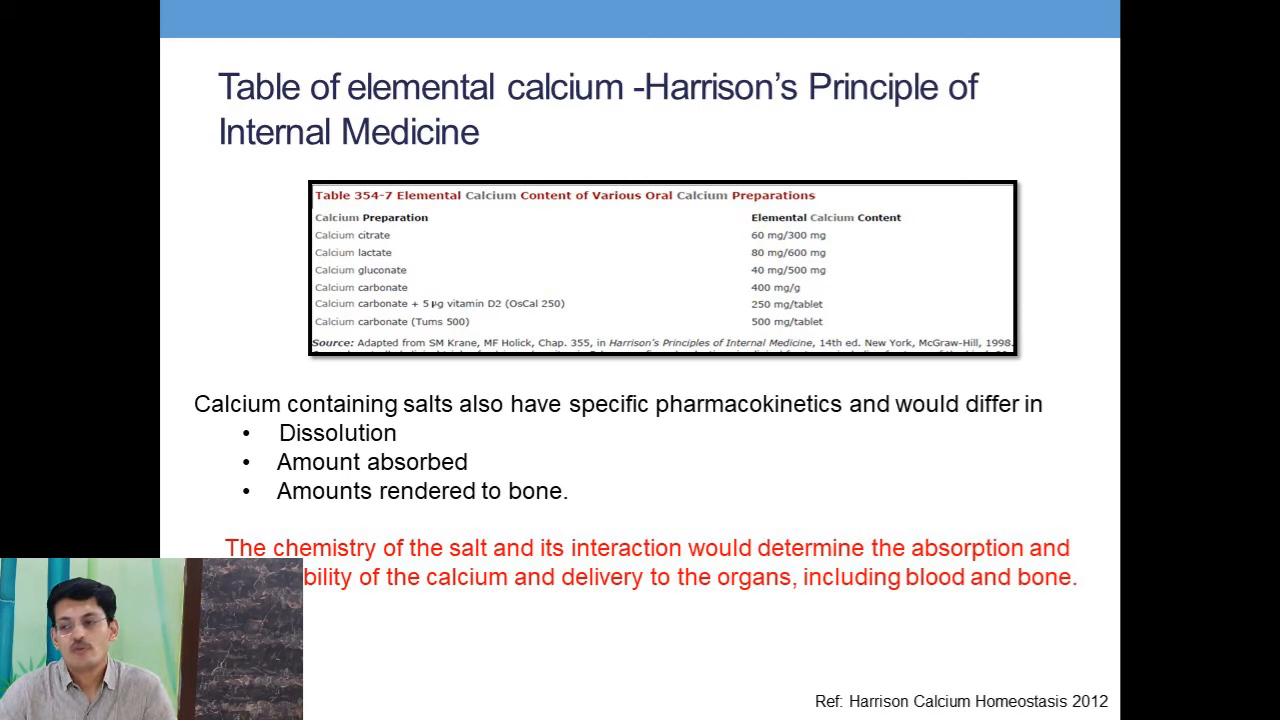 Table of elemental calcium -Harrison's Principle of
Internal Medicine
Table 354-7 Elemental Calcium Content of Various Oral Calcium Preparations
Calcium Preparation Elemental Calcium Content
Calcium citrate 60 mg/300 mg
Calcium lactate 80 mg/600 mg
Calcium gluconate 40 mg/500 mg
Calcium carbonate 400 mg/g
Calcium carbonate + 5 μg vitamin D2 (OsCal 250) 250 mg/tablet
Calcium carbonate (Tums 500) 500 mg/tablet
Source: Adapted from SM Krane, MF Holick, Chap. 355, in Harrison's Principles of Internal Medicine, 14th ed. New York, McGraw-Hill, 1998.
Calcium containing salts also have specific pharmacokinetics and would differ in
• Dissolution
• Amount absorbed
• Amounts rendered to bone.
The chemistry of the salt and its interaction would determine the absorption and
bility of the calcium and delivery to the organs, including blood and bone.
Ref: Harrison Calcium Homeostasis 2012